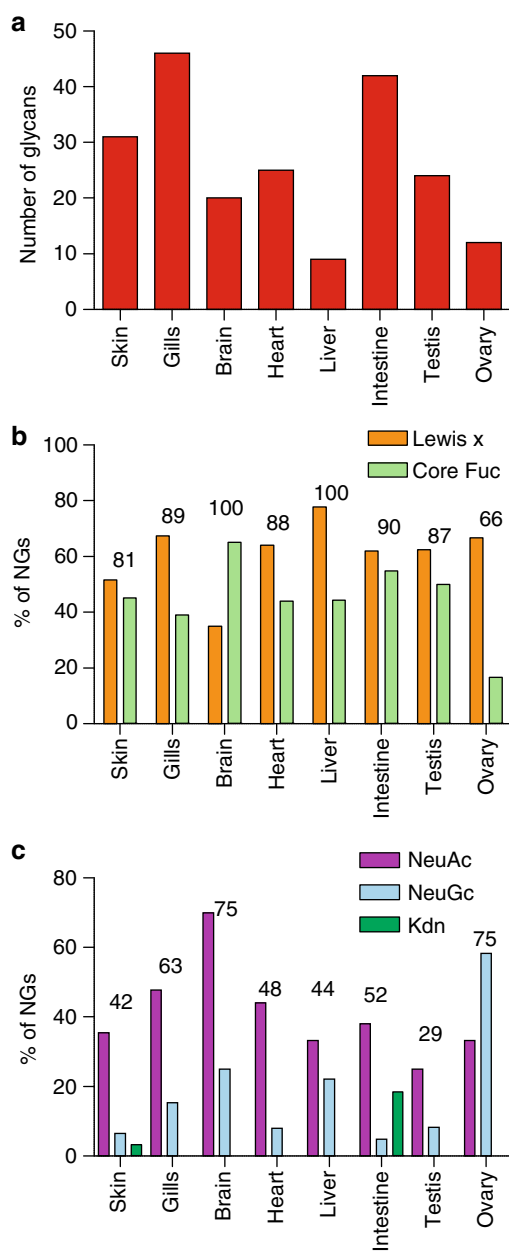 a
Number of glycans
50
40
30
20
10
0
Skin
Gills
Brain
Heart
Liver
Intestine
Testis
Ovary
b
Lewis x
Core Fuc
% of NGs
100
80
60
40
20
0
81
89
100
88
100
90
87
66
Skin
Gills
Brain
Heart
Liver
Intestine
Testis
Ovary
c
NeuAc
NeuGc
Kdn
% of NGs
80
60
40
20
0
42
63
75
48
44
52
29
75
Skin
Gills
Brain
Heart
Liver
Intestine
Testis
Ovary